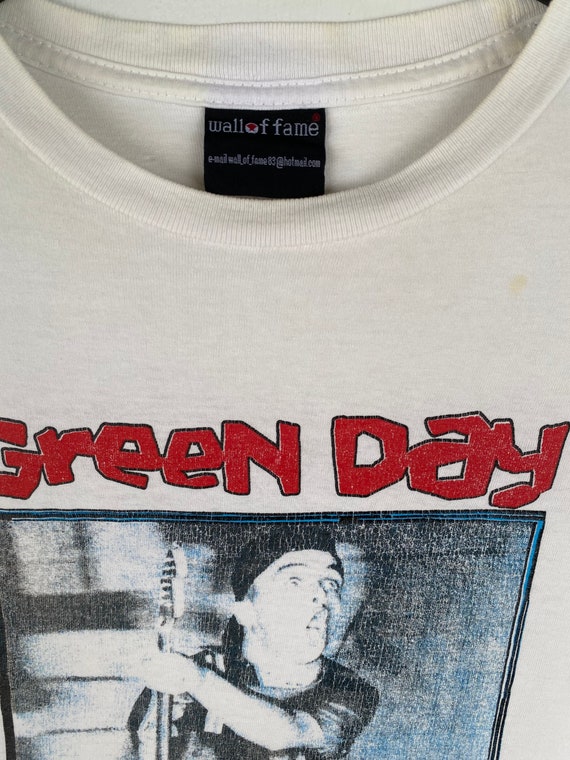 wall of fame
e-mail wall_of_fame83@hotmail.com
Green Day